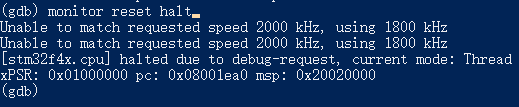 (gdb) monitor reset halt
Unable to match requested speed 2000 kHz, using 1800 kHz
Unable to match requested speed 2000 kHz, using 1800 kHz
[stm32f4x.cpu] halted due to debug-request, current mode: Thread
xPSR: 0x01000000 pc: 0x08001ea0 msp: 0x20020000
(gdb)